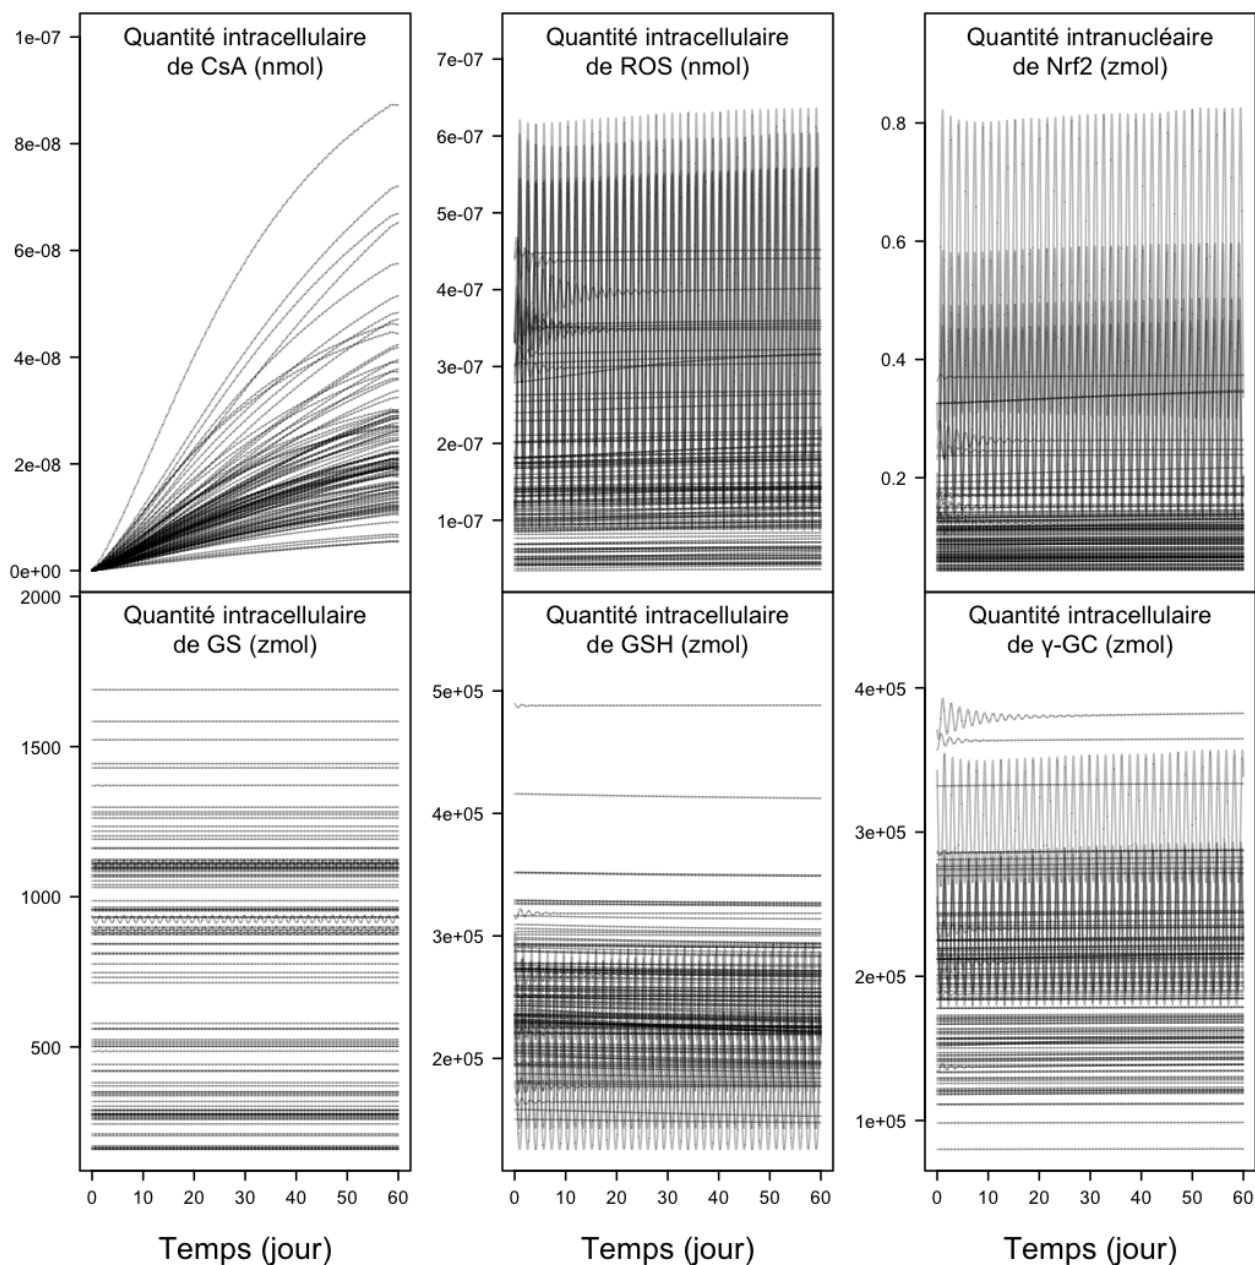 Quantité intracellulaire
de CsA (nmol)
1e-07
8e-08
6e-08
4e-08
2e-08
0e+00
Quantité intracellulaire
de ROS (nmol)
7e-07
6e-07
5e-07
4e-07
3e-07
2e-07
1e-07
Quantité intranucléaire
de Nrf2 (zmol)
0.8
0.6
0.4
0.2
Quantité intracellulaire
de GS (zmol)
2000
1500
1000
500
0 10 20 30 40 50 60
Temps (jour)
Quantité intracellulaire
de GSH (zmol)
5e+05
4e+05
3e+05
2e+05
0 10 20 30 40 50 60
Temps (jour)
Quantité intracellulaire
de γ-GC (zmol)
4e+05
3e+05
2e+05
1e+05
0 10 20 30 40 50 60
Temps (jour)